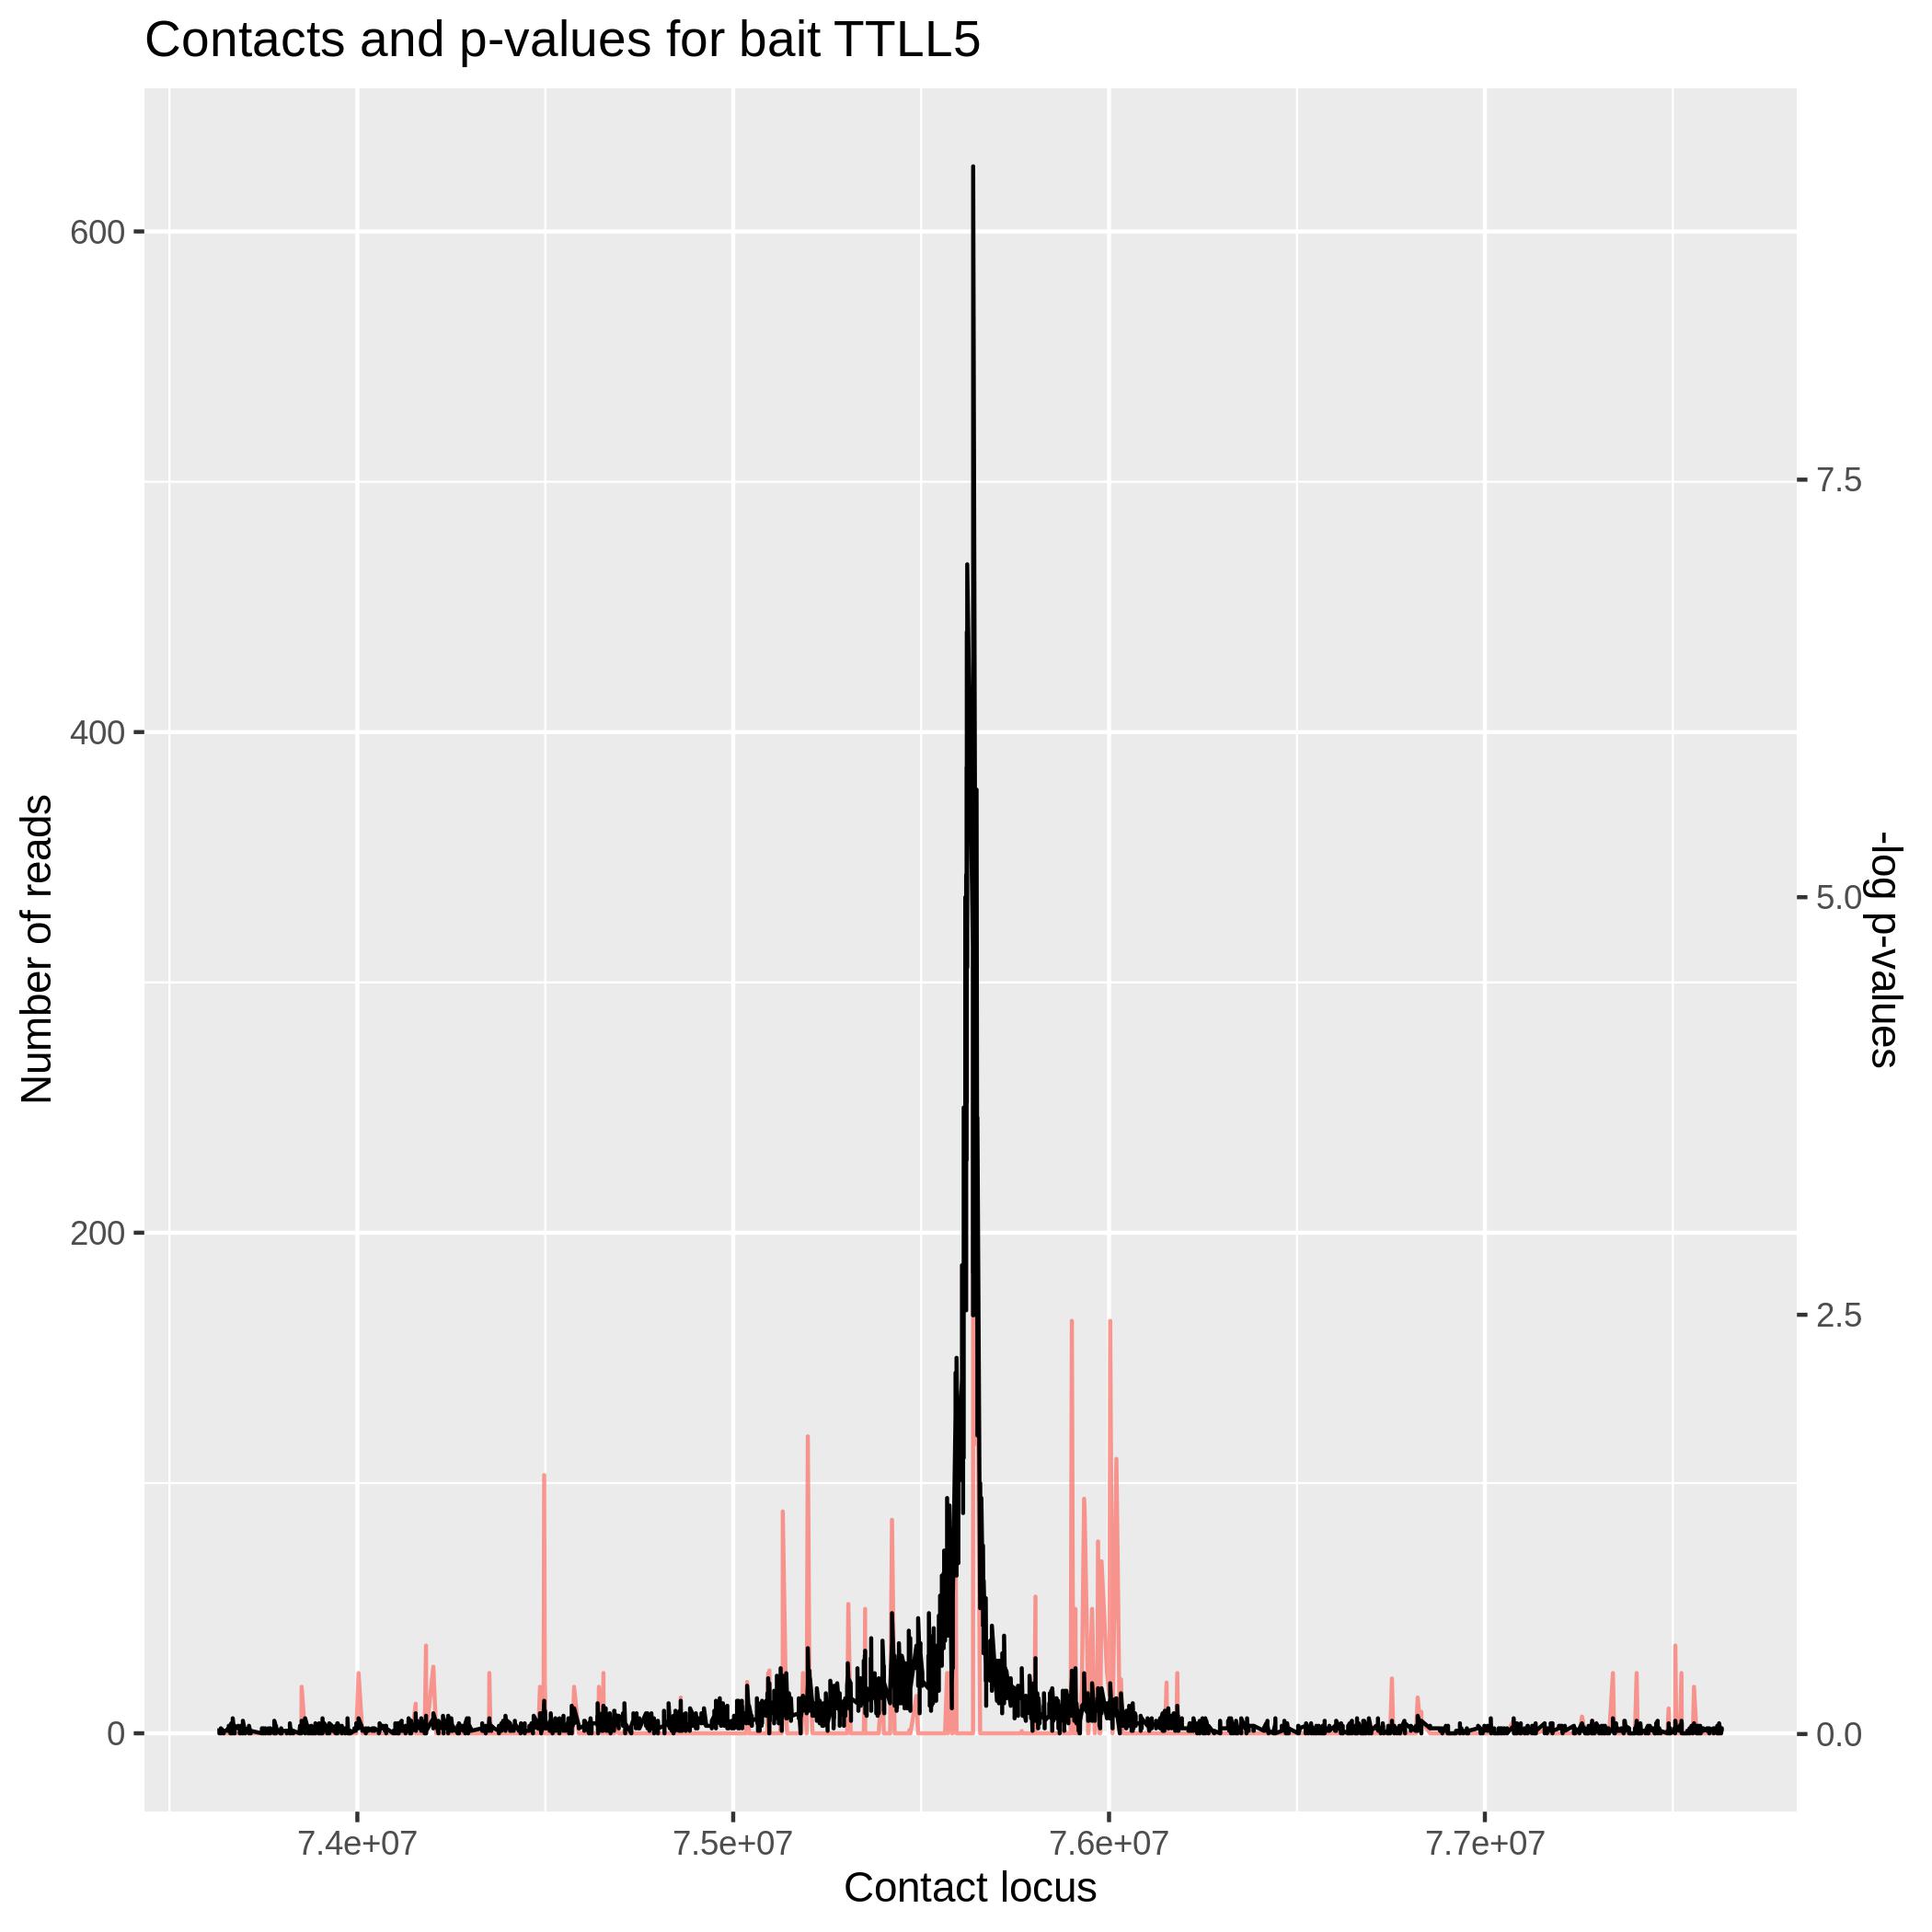 Contacts and p-values for bait TTLL5
600
400
200
0
Number of reads
7.5
5.0
2.5
0.0
-log p-values
7.4e+07
7.5e+07
7.6e+07
7.7e+07
Contact locus